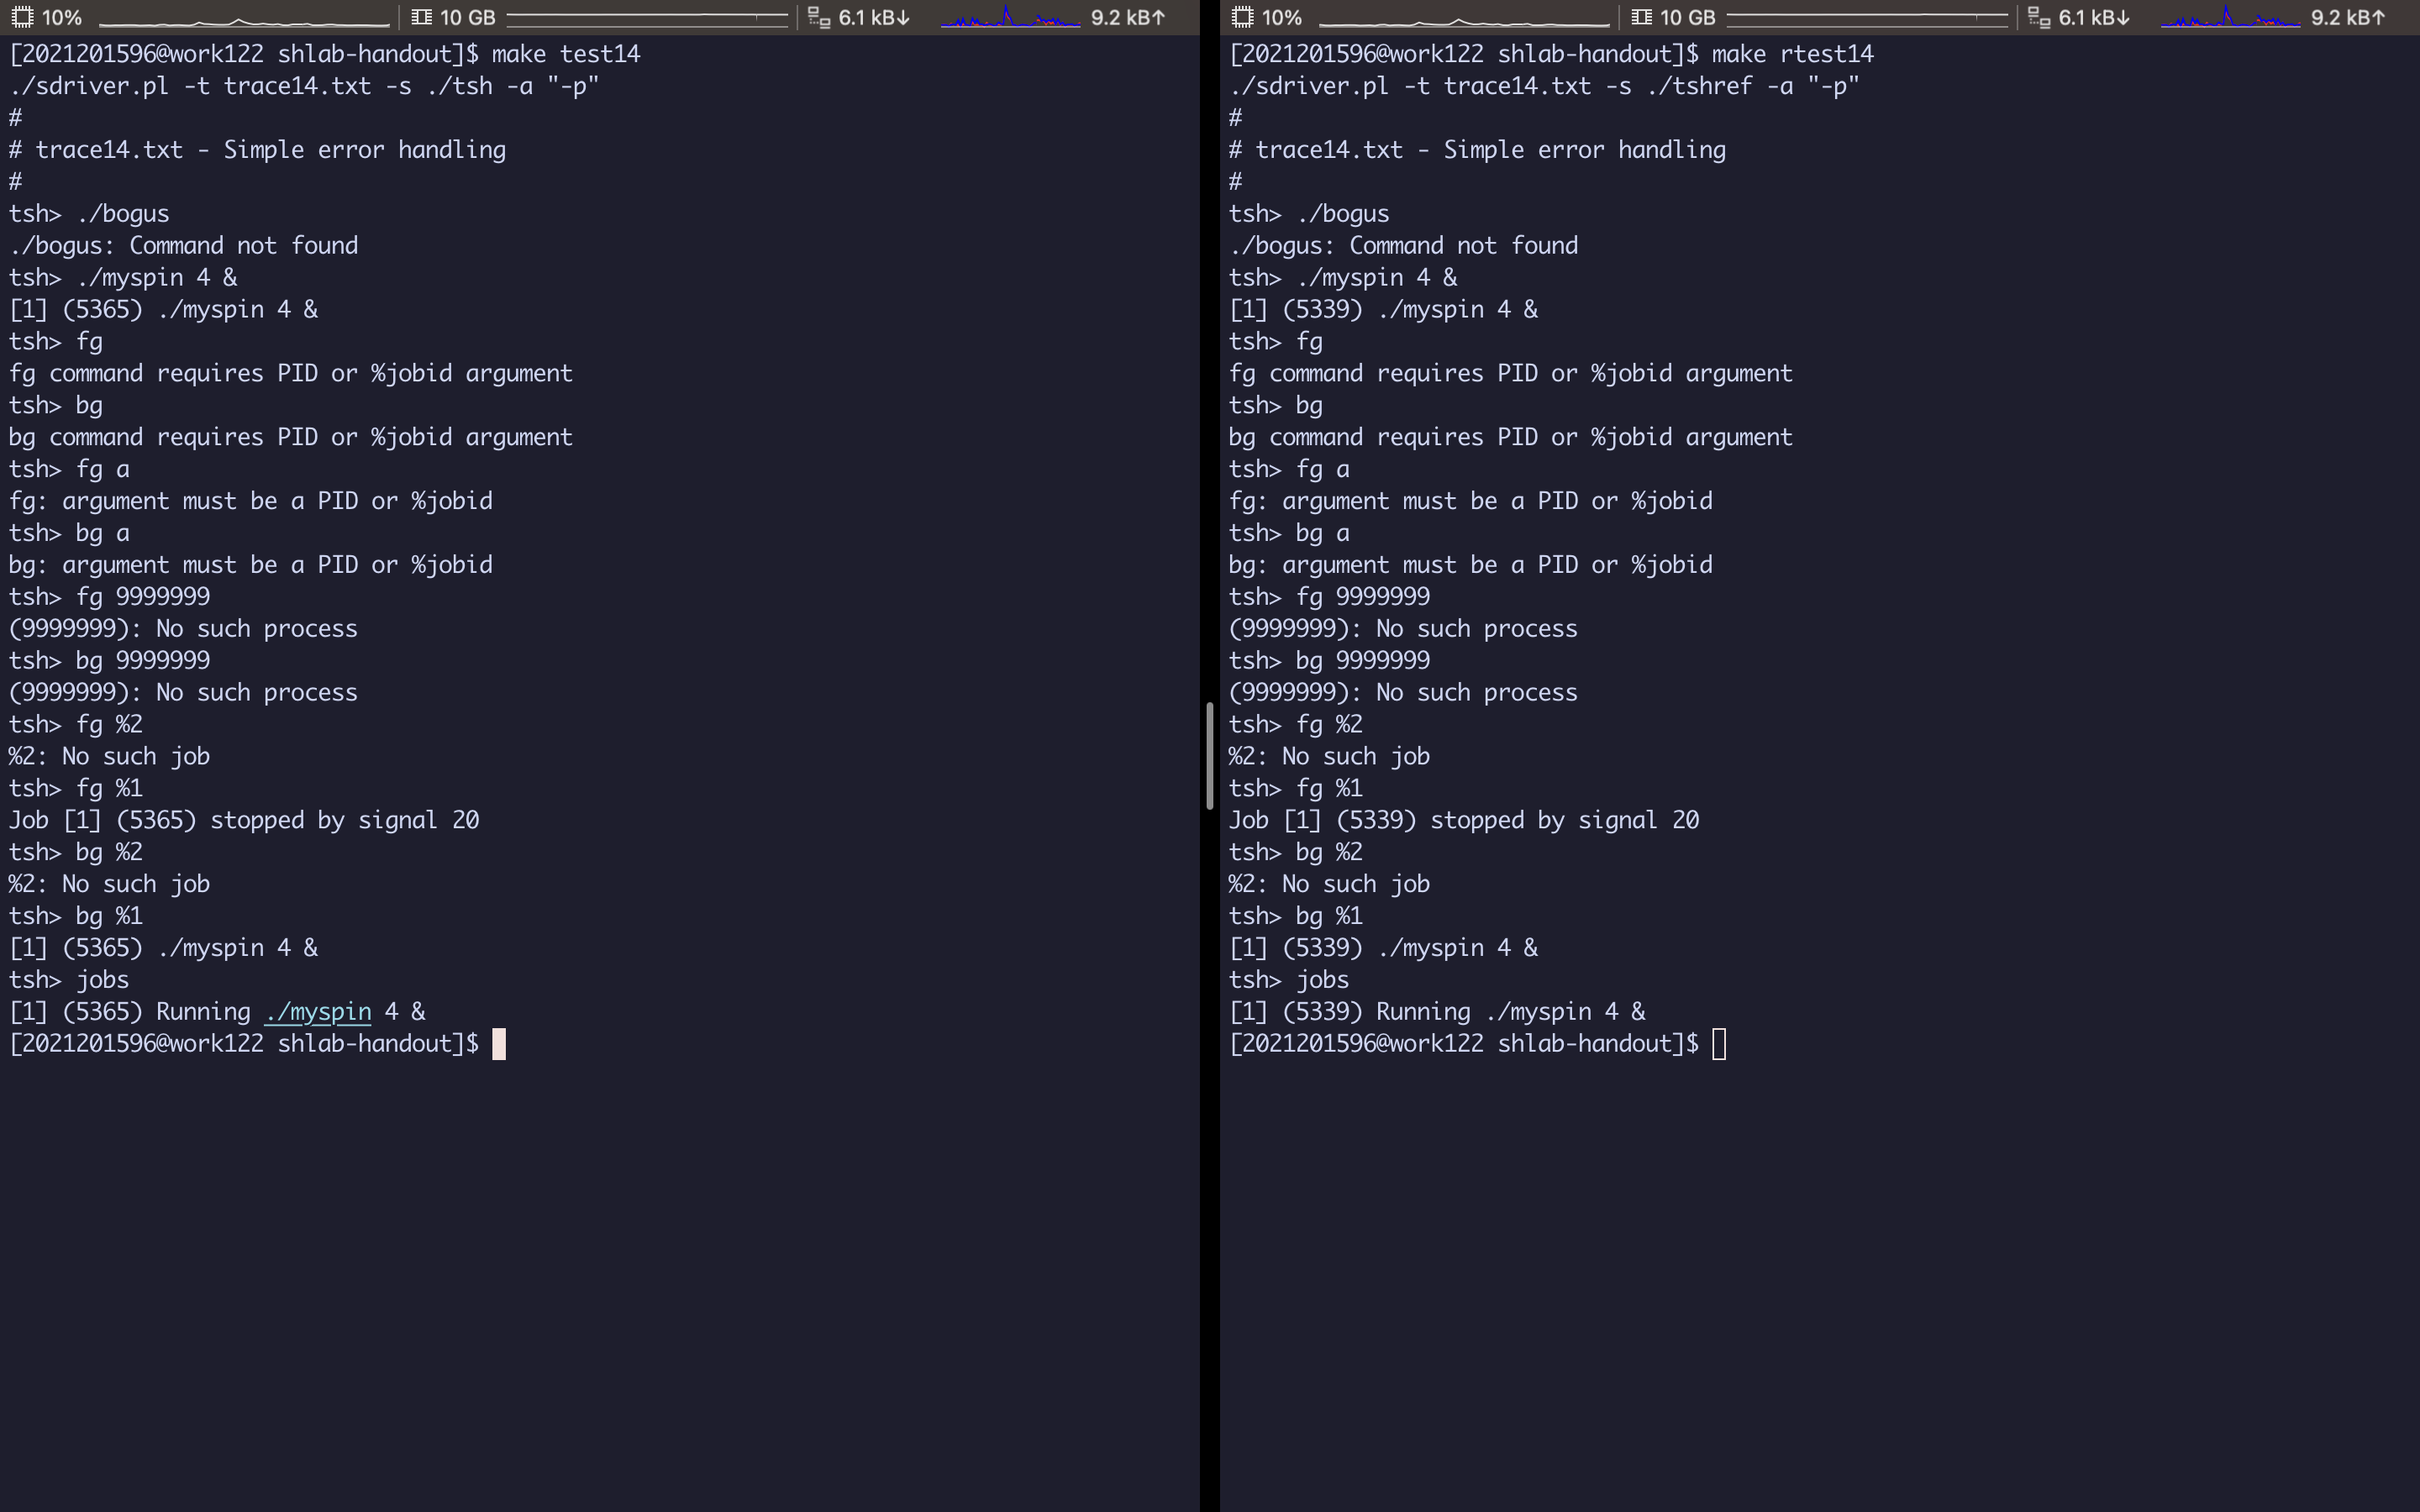 10% 10 GB 6.1 kB↓ 9.2 kB↑
[2021201596@work122 shlab-handout]$ make test14
./sdriver.pl -t trace14.txt -s ./tsh -a "-p"
#
# trace14.txt - Simple error handling
#
tsh> ./bogus
./bogus: Command not found
tsh> ./myspin 4 &
[1] (5365) ./myspin 4 &
tsh> fg
fg command requires PID or %jobid argument
tsh> bg
bg command requires PID or %jobid argument
tsh> fg a
fg: argument must be a PID or %jobid
tsh> bg a
bg: argument must be a PID or %jobid
tsh> fg 9999999
(9999999): No such process
tsh> bg 9999999
(9999999): No such process
tsh> fg %2
%2: No such job
tsh> fg %1
Job [1] (5365) stopped by signal 20
tsh> bg %2
%2: No such job
tsh> bg %1
[1] (5365) ./myspin 4 &
tsh> jobs
[1] (5365) Running ./myspin 4 &
[2021201596@work122 shlab-handout]$
10% 10 GB 6.1 kB↓ 9.2 kB↑
[2021201596@work122 shlab-handout]$ make rtest14
./sdriver.pl -t trace14.txt -s ./tshref -a "-p"
#
# trace14.txt - Simple error handling
#
tsh> ./bogus
./bogus: Command not found
tsh> ./myspin 4 &
[1] (5339) ./myspin 4 &
tsh> fg
fg command requires PID or %jobid argument
tsh> bg
bg command requires PID or %jobid argument
tsh> fg a
fg: argument must be a PID or %jobid
tsh> bg a
bg: argument must be a PID or %jobid
tsh> fg 9999999
(9999999): No such process
tsh> bg 9999999
(9999999): No such process
tsh> fg %2
%2: No such job
tsh> fg %1
Job [1] (5339) stopped by signal 20
tsh> bg %2
%2: No such job
tsh> bg %1
[1] (5339) ./myspin 4 &
tsh> jobs
[1] (5339) Running ./myspin 4 &
[2021201596@work122 shlab-handout]$